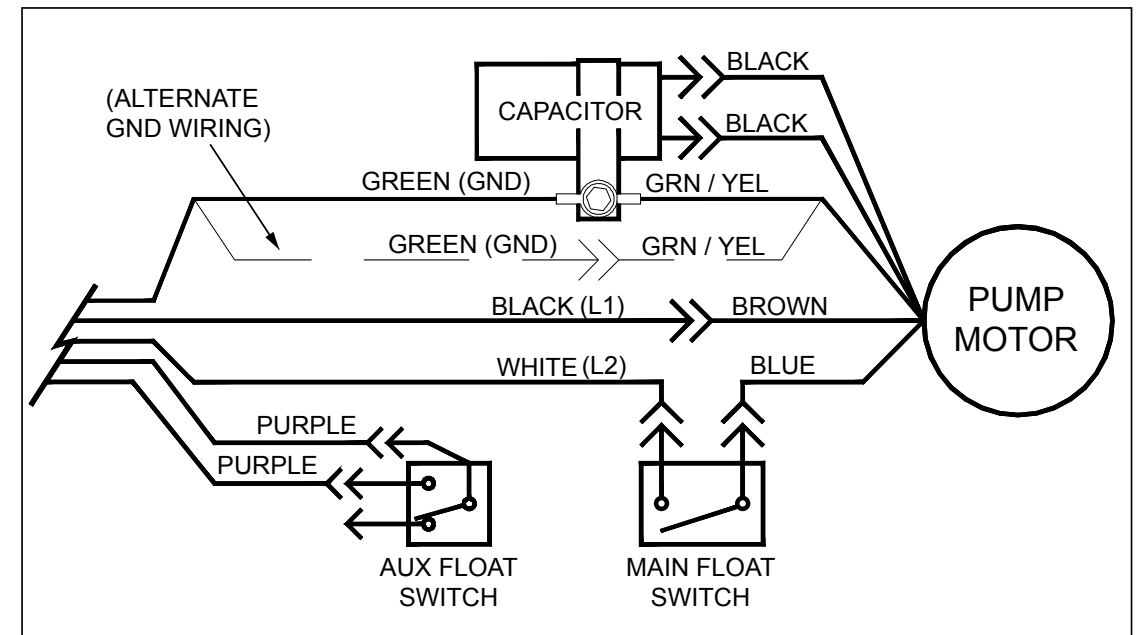 BLACK
(ALTERNATE
GND WIRING)
CAPACITOR
BLACK
GREEN (GND)
GRN / YEL
GREEN (GND)
GRN / YEL
BLACK (L1)
BROWN
PUMP
MOTOR
WHITE (L2)
BLUE
PURPLE
PURPLE
AUX FLOAT
SWITCH
MAIN FLOAT
SWITCH